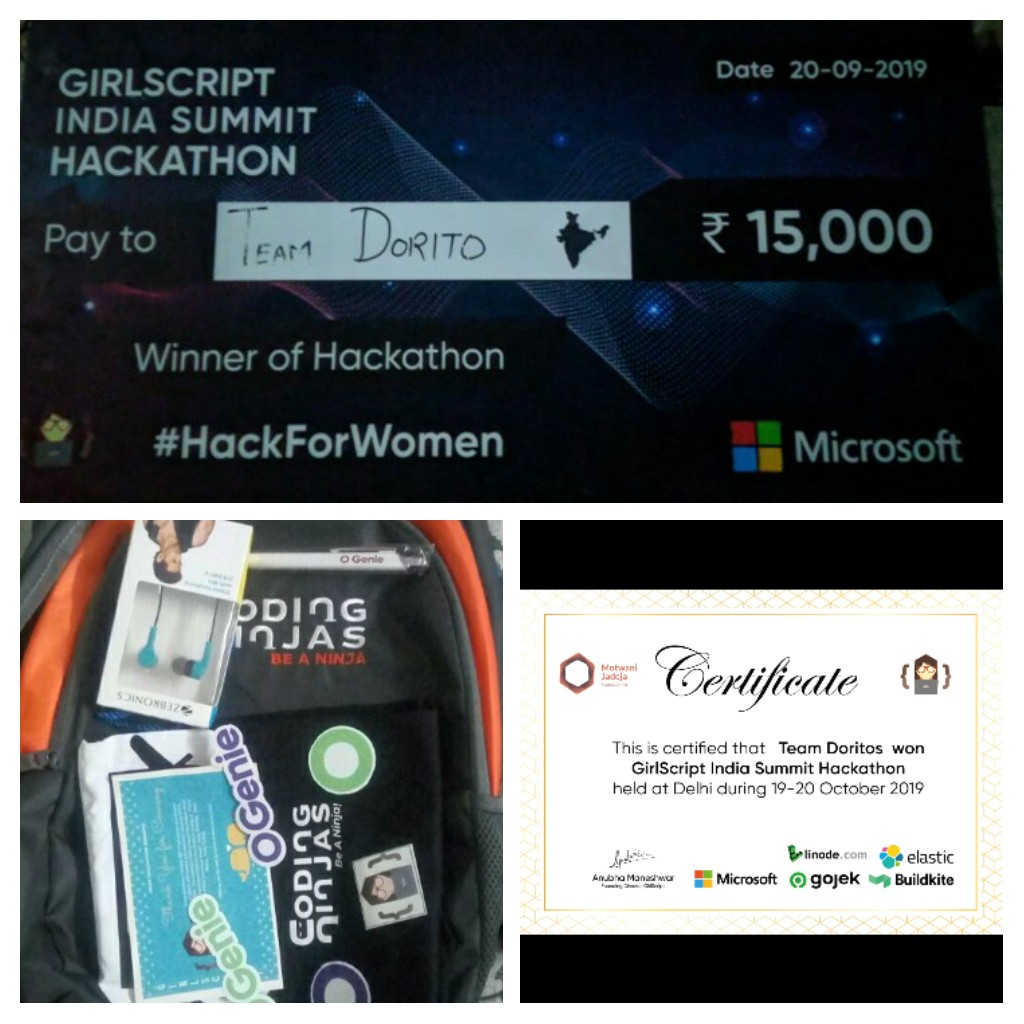 GIRLSCRIPT
INDIA SUMMIT
HACKATHON
Date 20-09-2019
Pay to
TEAM DORITO
₹ 15,000
Winner of Hackathon
#HackForWomen
Microsoft
O Genie
ZEBRONICS
CODING
NINJAS
BE A NINJA
OGenie
CODING
NINJAS
Be A Ninja!
Genie
Motwani
Jadeja
Certificate
This is certified that Team Doritos won
GirlScript India Summit Hackathon
held at Delhi during 19-20 October 2019
linode.com
elastic
Anubha Maneshwar
Microsoft
gojek
Buildkite